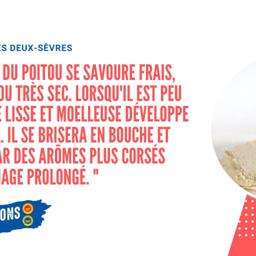 ES DEUX-SÈVRES
DU POITOU SE SAVOURE FRAIS,
OU TRÈS SEC. LORSQU'IL EST PEU
LISSE ET MOELLEUSE DÉVELOPPE
. IL SE BRISERA EN BOUCHE ET
AR DES ARÔMES PLUS CORSÉS
NAGE PROLONGÉ. "
IONS